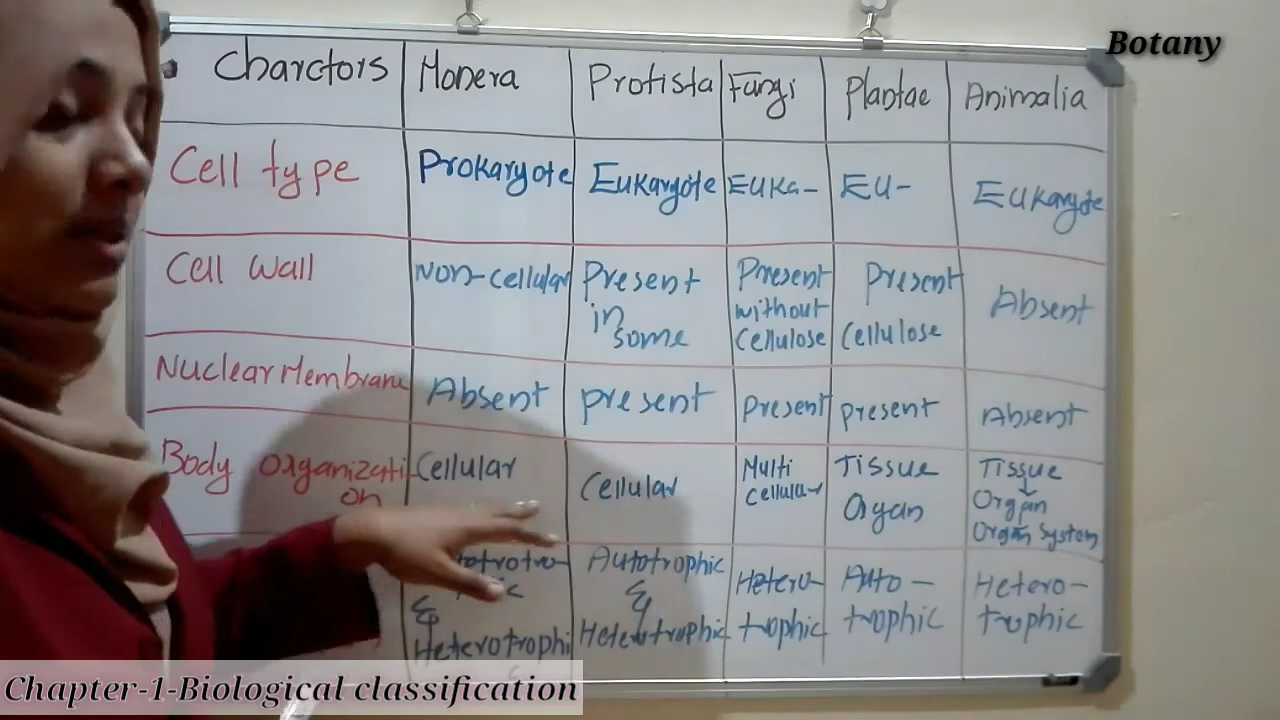 Botany
Charctors Monera Protista Fungi Plantae Animalia
Cell type Prokaryote Eukaryote Euka- Eu- Eukaryote
Cell Wall Non-cellular Present in some Present without Cellulose Present Cellulose Absent
Nuclear Membrane Absent present Present present Absent
Body Organization Cellular Cellular Multi cellular Tissue Organ Tissue Organ Organ System
& Heterotrophic Autotrophic & Heterotrophic Hetero- trophic Auto- trophic Hetero- trophic
Chapter-1-Biological classification